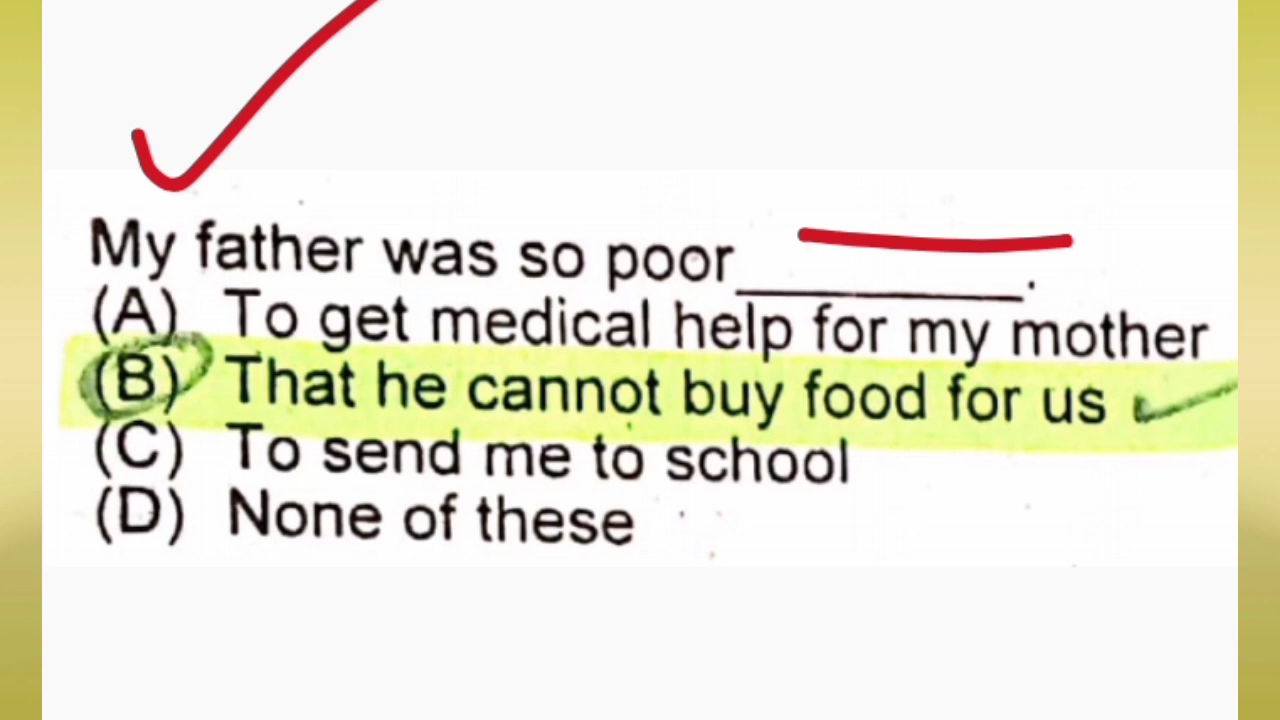 My father was so poor__________.
(A) To get medical help for my mother
(B) That he cannot buy food for us
(C) To send me to school
(D) None of these